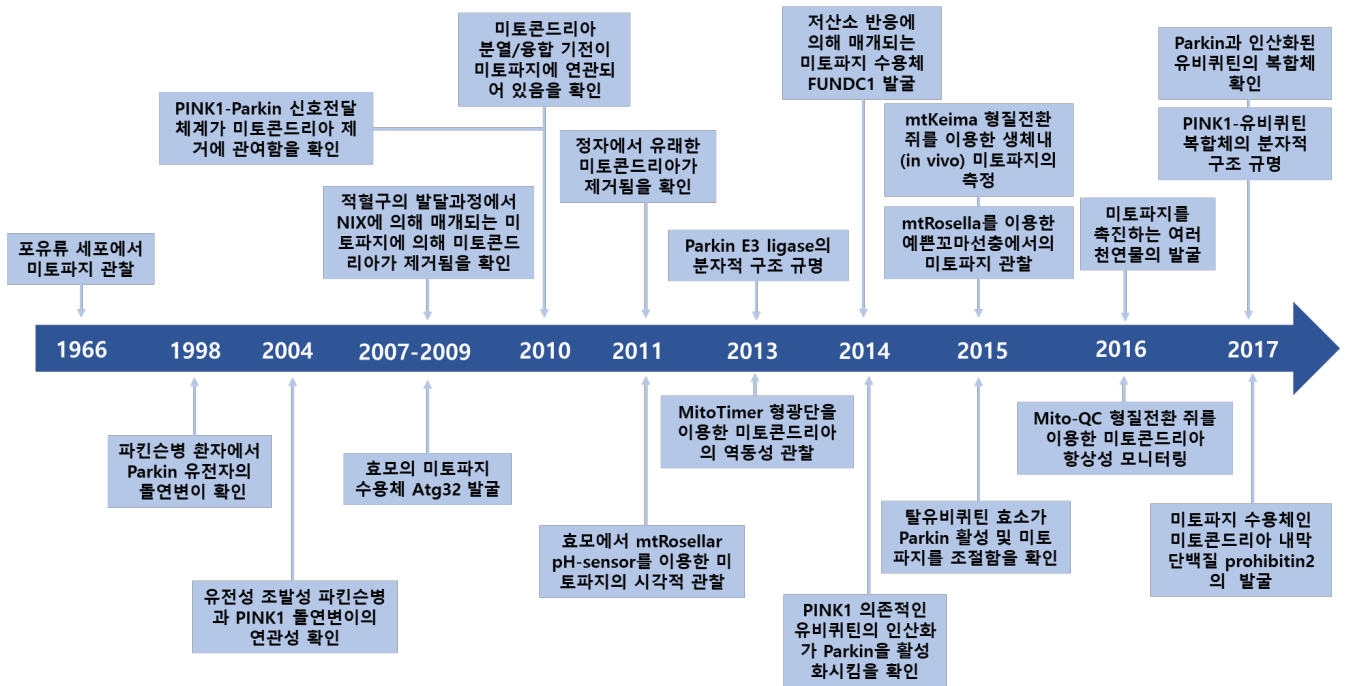 미토콘드리아
분열/융합 기전이
미토파지에 연관되
어 있음을 확인
저산소 반응에
의해 매개되는
미토파지 수용체
FUNDC1 발굴
Parkin과 인산화된
유비퀴틴의 복합체
확인
PINK1-Parkin 신호전달
체계가 미토콘드리아 제
거에 관여함을 확인
정자에서 유래한
미토콘드리아가
제거됨을 확인
mtKeima 형질전환
쥐를 이용한 생체내
(in vivo) 미토파지의
측정
PINK1-유비퀴틴
복합체의 분자적
구조 규명
포유류 세포에서
미토파지 관찰
적혈구의 발달과정에서
NIX에 의해 매개되는 미
토파지에 의해 미토콘드
리아가 제거됨을 확인
Parkin E3 ligase의
분자적 구조 규명
mtRosella를 이용한
예쁜꼬마선충에서의
미토파지 관찰
미토파지를
촉진하는 여러
천연물의 발굴
1966
1998
2004
2007-2009
2010
2011
2013
2014
2015
2016
2017
파킨슨병 환자에서
Parkin 유전자의
돌연변이 확인
효모의 미토파지
수용체 Atg32 발굴
MitoTimer 형광단을
이용한 미토콘드리아
의 역동성 관찰
Mito-QC 형질전환 쥐를
이용한 미토콘드리아
항상성 모니터링
유전성 조발성 파킨슨병
과 PINK1 돌연변이의
연관성 확인
효모에서 mtRosellar
pH-sensor를 이용한 미
토파지의 시각적 관찰
PINK1 의존적인
유비퀴틴의 인산화
가 Parkin을 활성
화시킴을 확인
탈유비퀴틴 효소가
Parkin 활성 및 미토
파지를 조절함을 확인
미토파지 수용체인
미토콘드리아 내막
단백질 prohibitin2
의 발굴